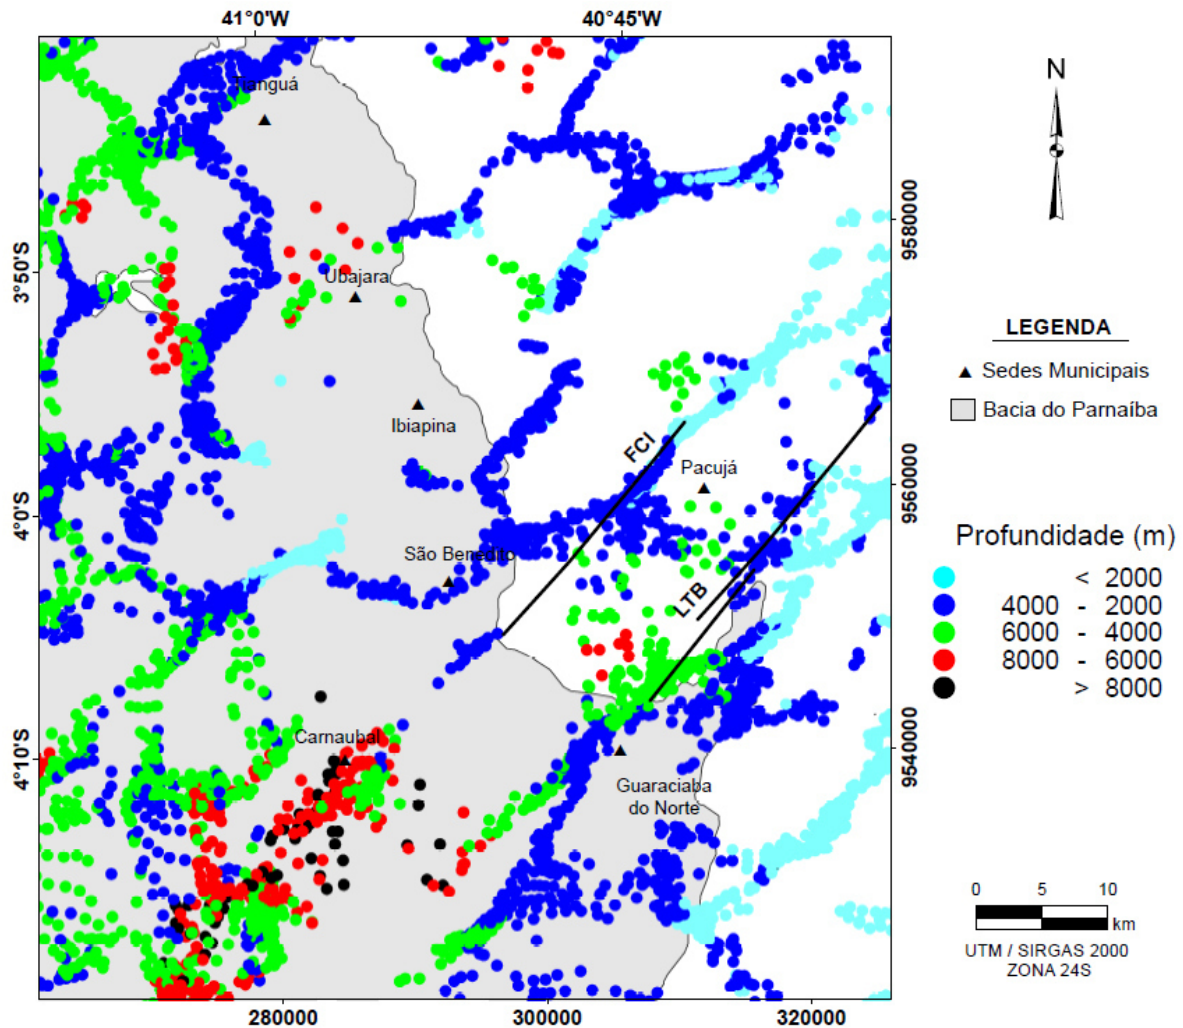 41°0'W 40°45'W
N
Tianguá
9580000
3°50'S
Ubajara
LEGENDA
Sedes Municipais
Ibiapina
Bacia do Parnaíba
FCI
Pacujá
9560000
4°0'S
São Benedito
Profundidade (m)
< 2000
LTB
4000 - 2000
6000 - 4000
8000 - 6000
> 8000
Carnaubal
4°10'S
9540000
Guaraciaba
do Norte
0 5 10
km
UTM / SIRGAS 2000
ZONA 24S
280000 300000 320000